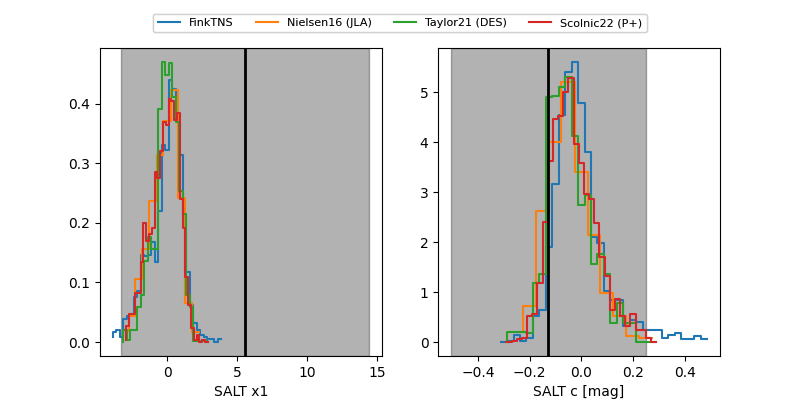 FinkTNS Nielsen16 (JLA) Taylor21 (DES) Scolnic22 (P+)
0.4
0.3
0.2
0.1
0.0
0 5 10 15
SALT x1
5
4
3
2
1
0
−0.4 −0.2 0.0 0.2 0.4
SALT c [mag]